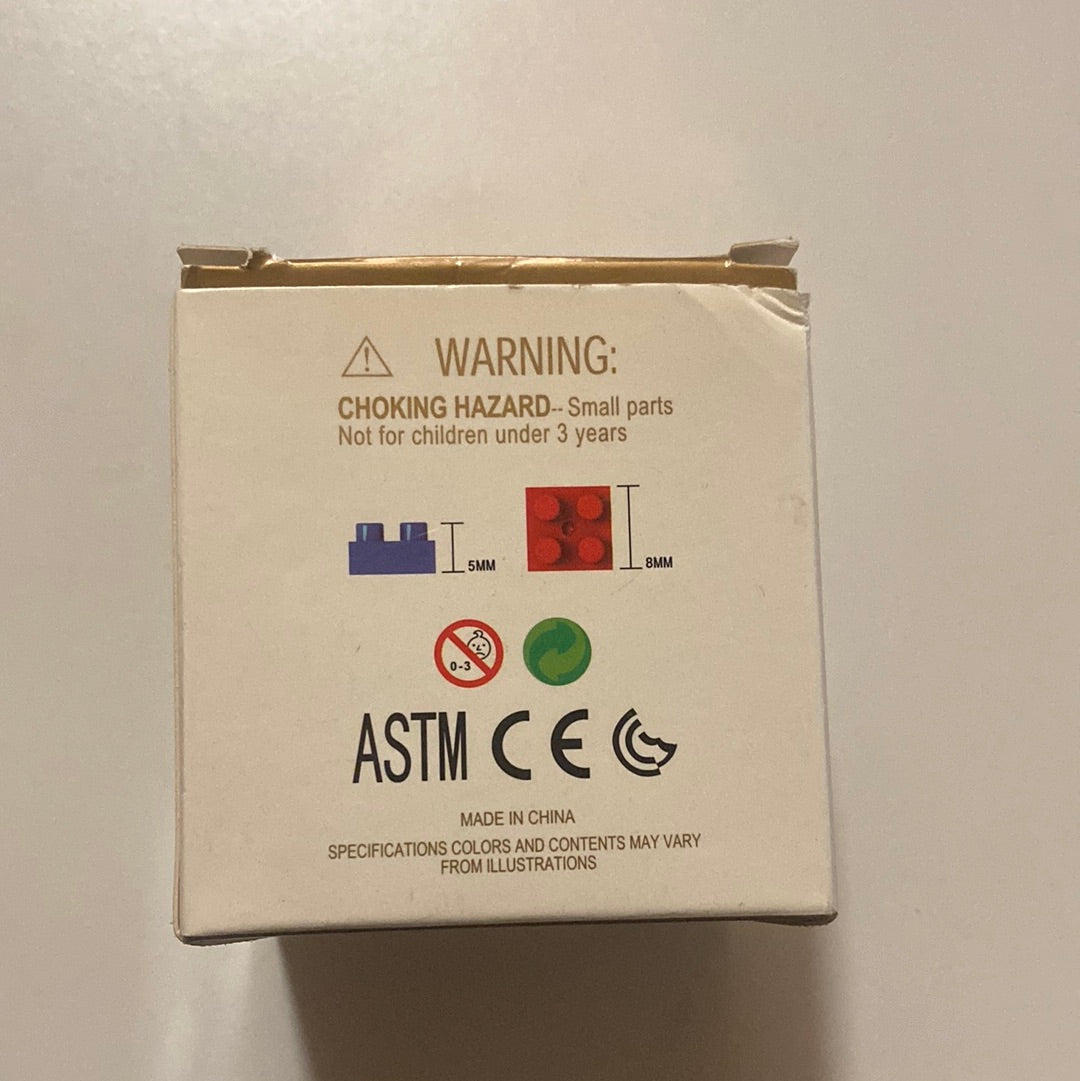 WARNING:
CHOKING HAZARD-- Small parts
Not for children under 3 years
5MM
8MM
0-3
ASTM CE
MADE IN CHINA
SPECIFICATIONS COLORS AND CONTENTS MAY VARY
FROM ILLUSTRATIONS